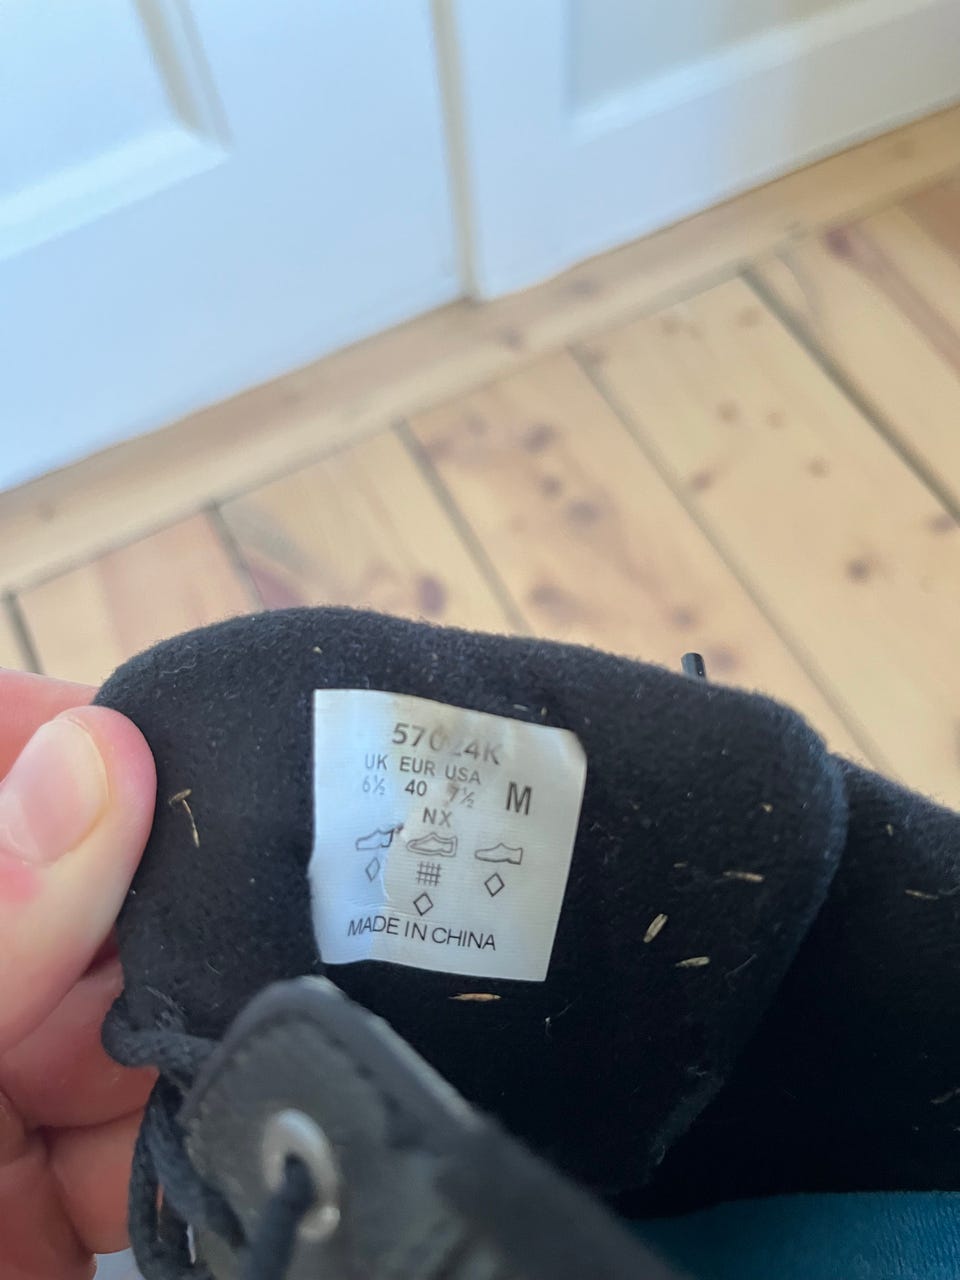 UK EUR USA
6½ 40 7½ M
NX
MADE IN CHINA